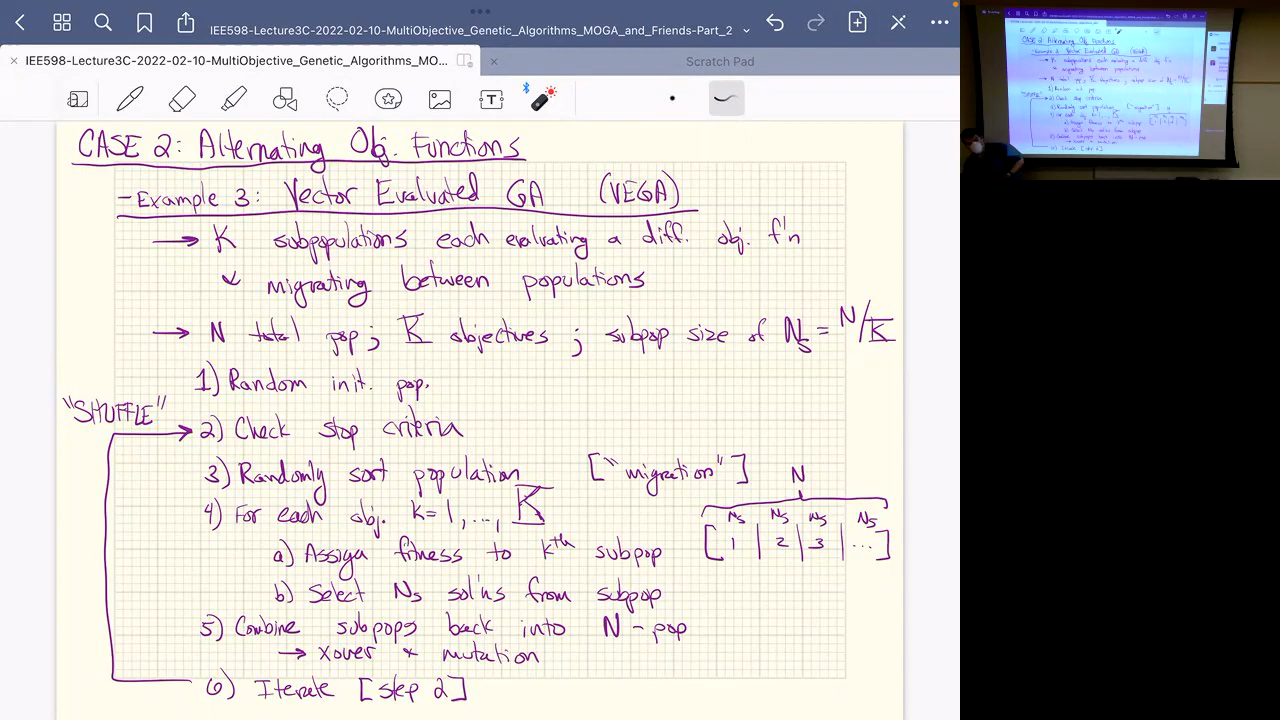 IEE598-Lecture3C-2022-02-10-MultiObjective_Genetic_Algorithms_MOGA_and_Friends-Part_2
IEE598-Lecture3C-2022-02-10-MultiObjective_Genetic_Algorithms_MO...
Scratch Pad
CASE 2: Alternating Obj Functions
- Example 3: Vector Evaluated GA (VEGA)
→ K subpopulations each evaluating a diff. obj. f'n
migrating between populations
→ N total pop; K objectives; subpop size of Ns = N/K
1) Random init. pop.
"SHUFFLE"
2) Check stop criteria
3) Randomly sort population ["migration"]
N
4) For each obj. k=1, ..., K
Ns Ns Ns Ns
[ 1 | 2 | 3 | ... ]
a) Assign fitness to kth subpop
b) Select Ns sol'ns from subpop
5) Combine subpops back into N-pop
→ xover & mutation
6) Iterate [step 2]